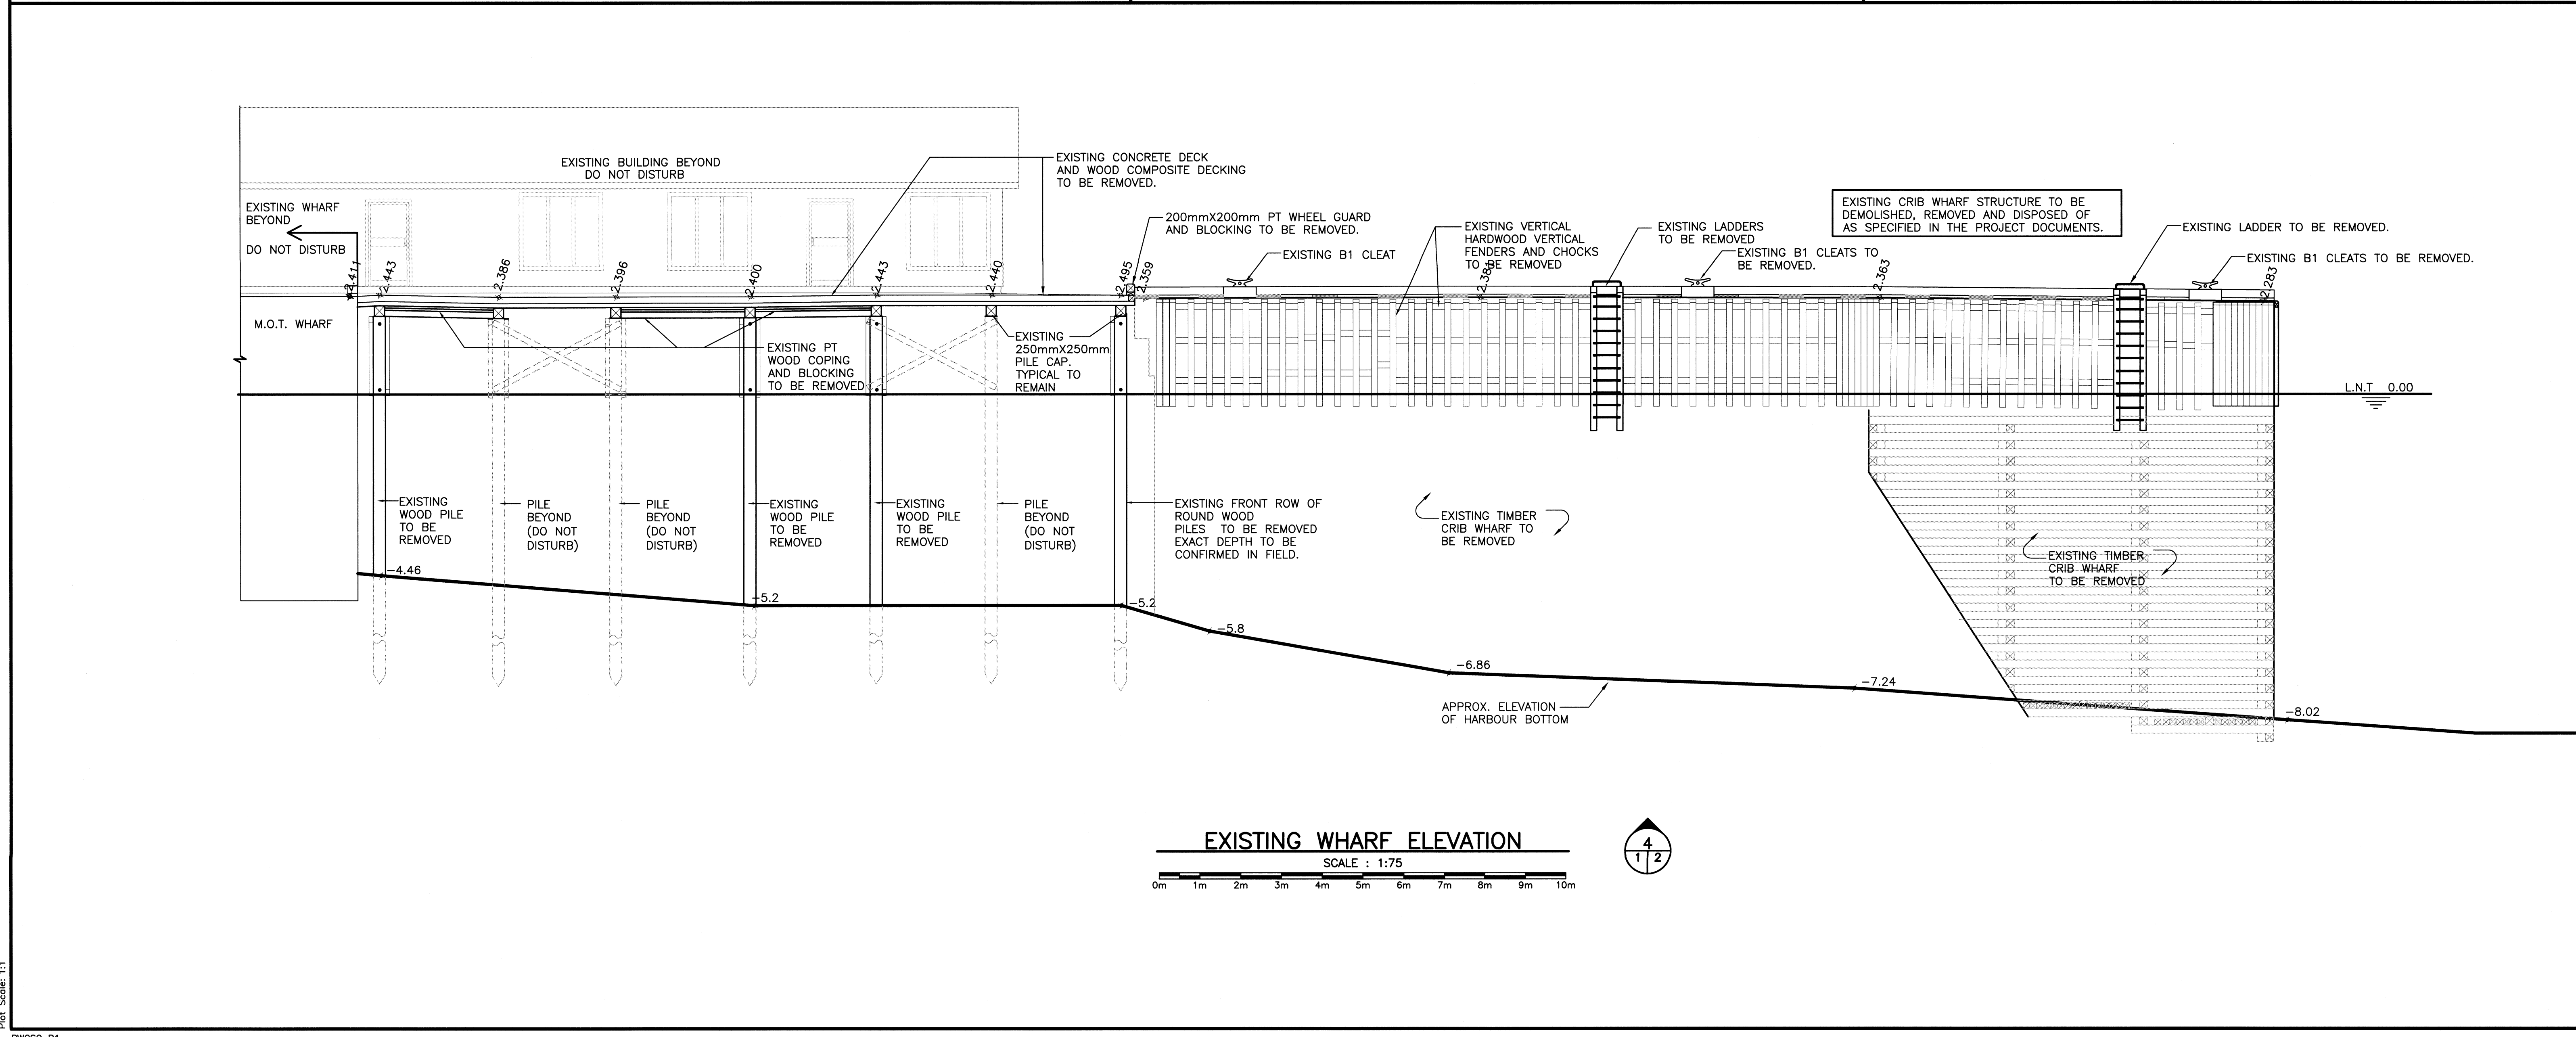 EXISTING BUILDING BEYOND
DO NOT DISTURB
EXISTING CONCRETE DECK
AND WOOD COMPOSITE DECKING
TO BE REMOVED.
EXISTING WHARF
BEYOND
DO NOT DISTURB
200mmX200mm PT WHEEL GUARD
AND BLOCKING TO BE REMOVED.
EXISTING B1 CLEAT
EXISTING VERTICAL
HARDWOOD VERTICAL
FENDERS AND CHOCKS
TO BE REMOVED
EXISTING LADDERS
TO BE REMOVED
EXISTING B1 CLEATS TO
BE REMOVED.
EXISTING CRIB WHARF STRUCTURE TO BE
DEMOLISHED, REMOVED AND DISPOSED OF
AS SPECIFIED IN THE PROJECT DOCUMENTS.
EXISTING LADDER TO BE REMOVED.
EXISTING B1 CLEATS TO BE REMOVED.
2.411
2.443
2.386
2.396
2.400
2.443
2.440
2.495
2.359
2.363
2.283
M.O.T. WHARF
EXISTING PT
WOOD COPING
AND BLOCKING
TO BE REMOVED
EXISTING
250mmX250mm
PILE CAP.
TYPICAL TO
REMAIN
L.N.T 0.00
EXISTING
WOOD PILE
TO BE
REMOVED
PILE
BEYOND
(DO NOT
DISTURB)
PILE
BEYOND
(DO NOT
DISTURB)
EXISTING
WOOD PILE
TO BE
REMOVED
EXISTING
WOOD PILE
TO BE
REMOVED
PILE
BEYOND
(DO NOT
DISTURB)
EXISTING FRONT ROW OF
ROUND WOOD
PILES TO BE REMOVED
EXACT DEPTH TO BE
CONFIRMED IN FIELD.
EXISTING TIMBER
CRIB WHARF TO
BE REMOVED
EXISTING TIMBER
CRIB WHARF
TO BE REMOVED
-4.46
-5.2
-5.2
-5.8
-6.86
-7.24
-8.02
APPROX. ELEVATION
OF HARBOUR BOTTOM
EXISTING WHARF ELEVATION
SCALE : 1:75
0m 1m 2m 3m 4m 5m 6m 7m 8m 9m 10m
4
1 2
Plot Scale: 1:1